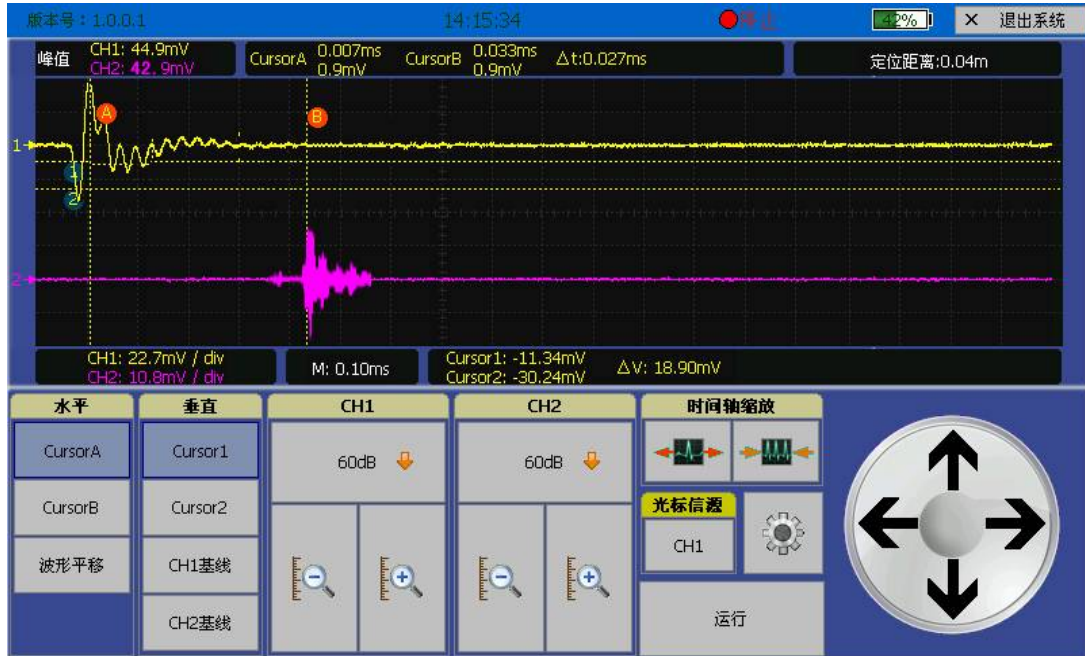 版本号：1.0.0.1 14:15:34 停止 42% × 退出系统
峰值 CH1: 44.9mV CursorA 0.007ms CursorB 0.033ms Δt:0.027ms 定位距离:0.04m
CH2: 42.9mV 0.9mV 0.9mV
A
B
1
1
2
2
CH1: 22.7mV / div M: 0.10ms Cursor1: -11.34mV ΔV: 18.90mV
CH2: 10.8mV / div Cursor2: -30.24mV
水平 垂直 CH1 CH2 时间轴缩放
CursorA Cursor1 60dB 60dB
CursorB Cursor2 光标信源
波形平移 CH1基线 CH1
CH2基线 运行